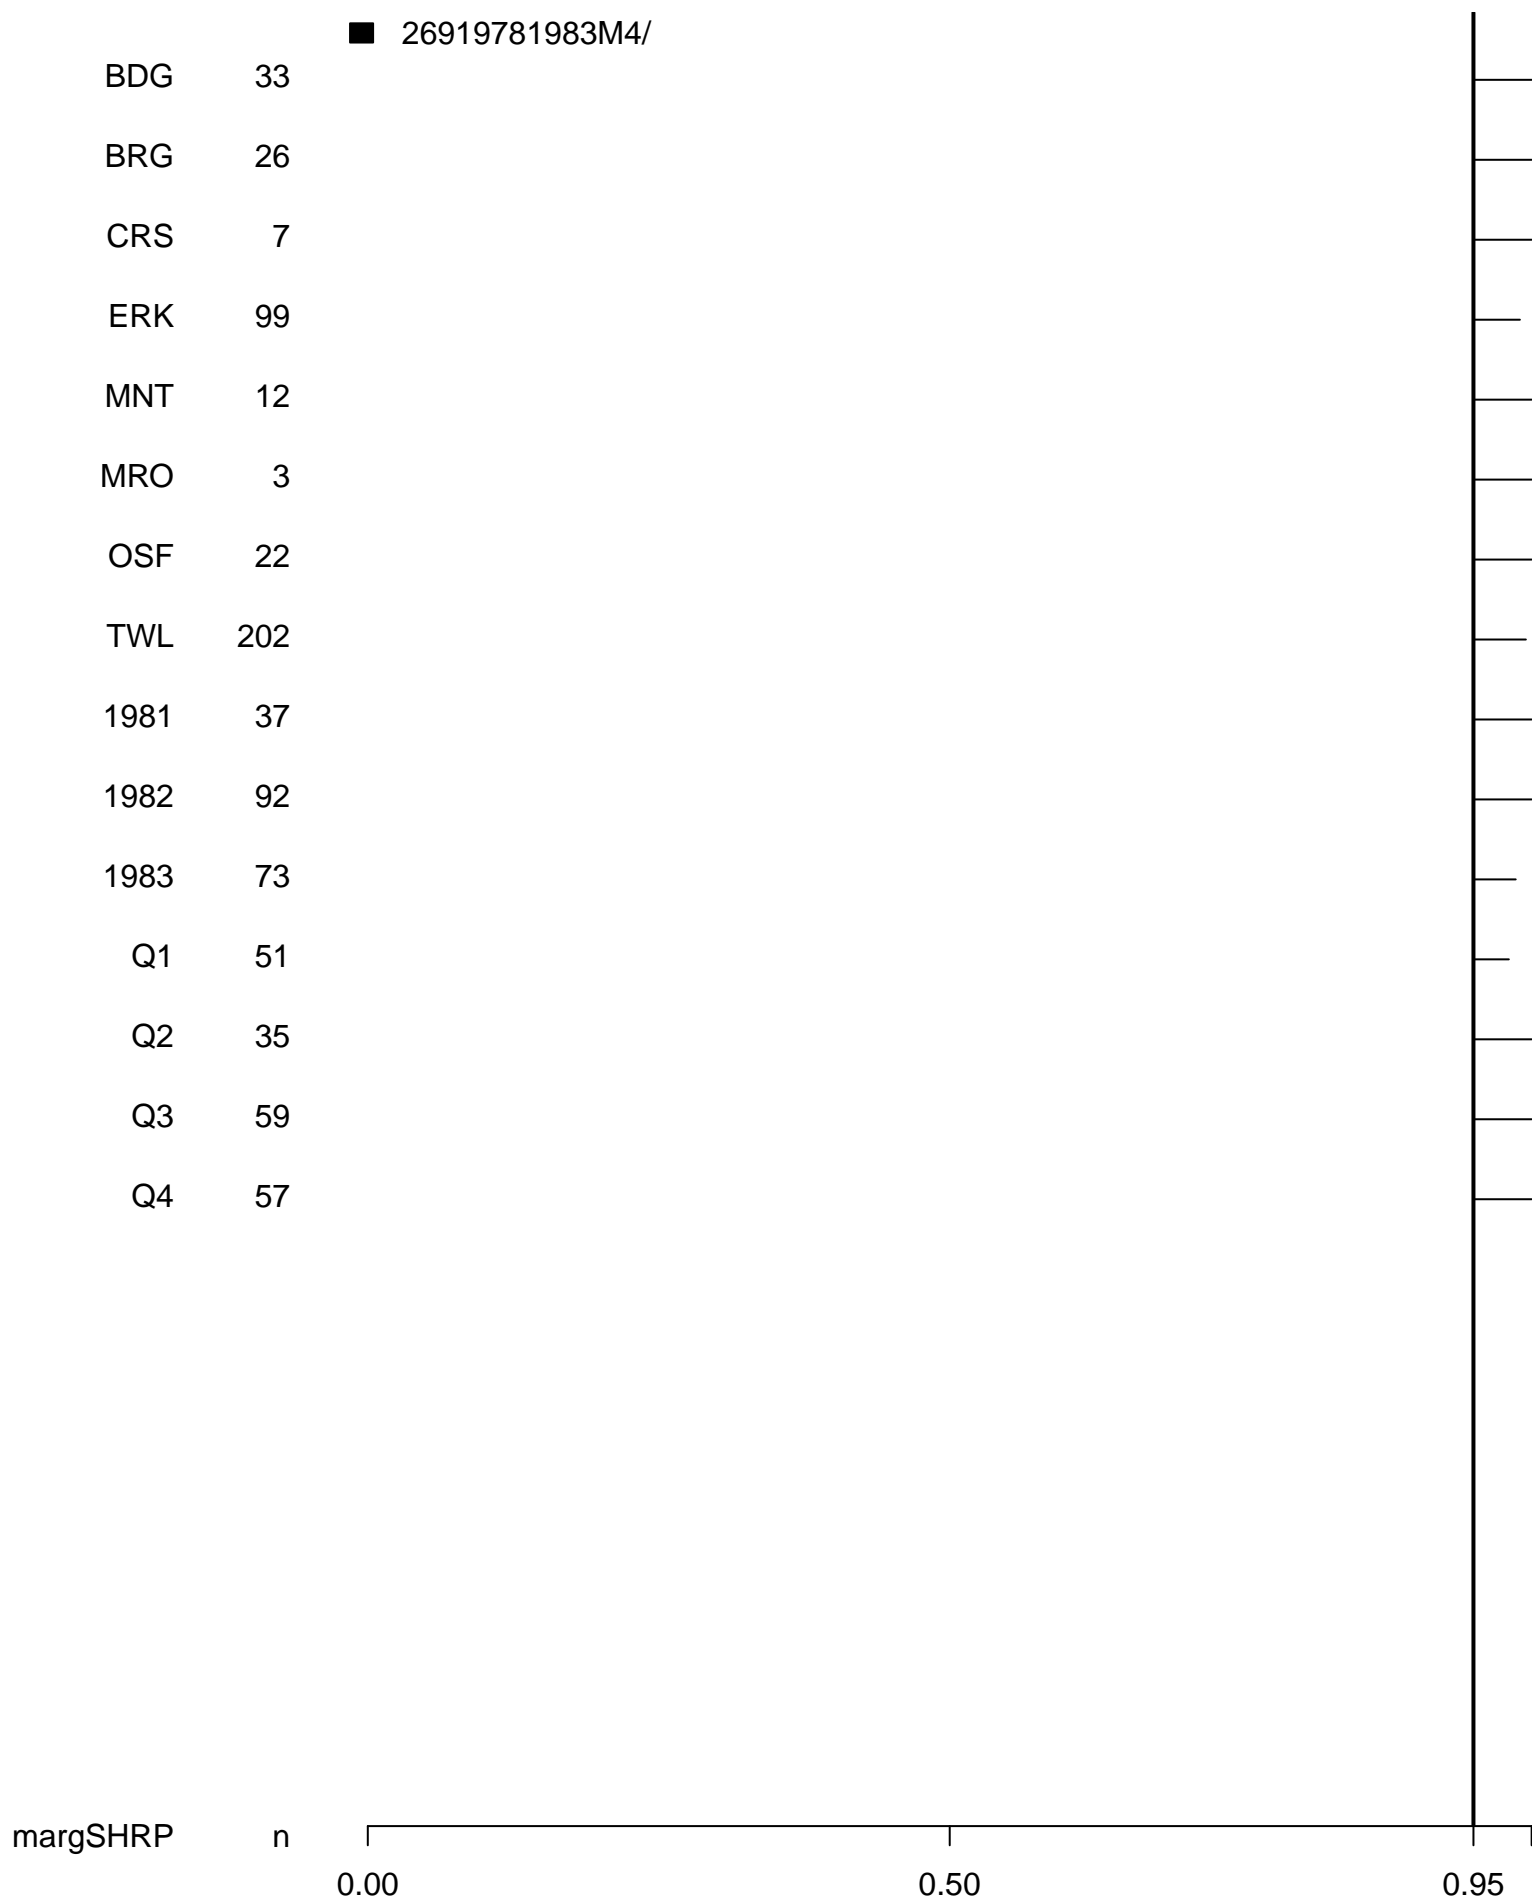 26919781983M4/
BDG 33
BRG 26
CRS 7
ERK 99
MNT 12
MRO 3
OSF 22
TWL 202
1981 37
1982 92
1983 73
Q1 51
Q2 35
Q3 59
Q4 57
margSHRP n
0.00 0.50 0.95